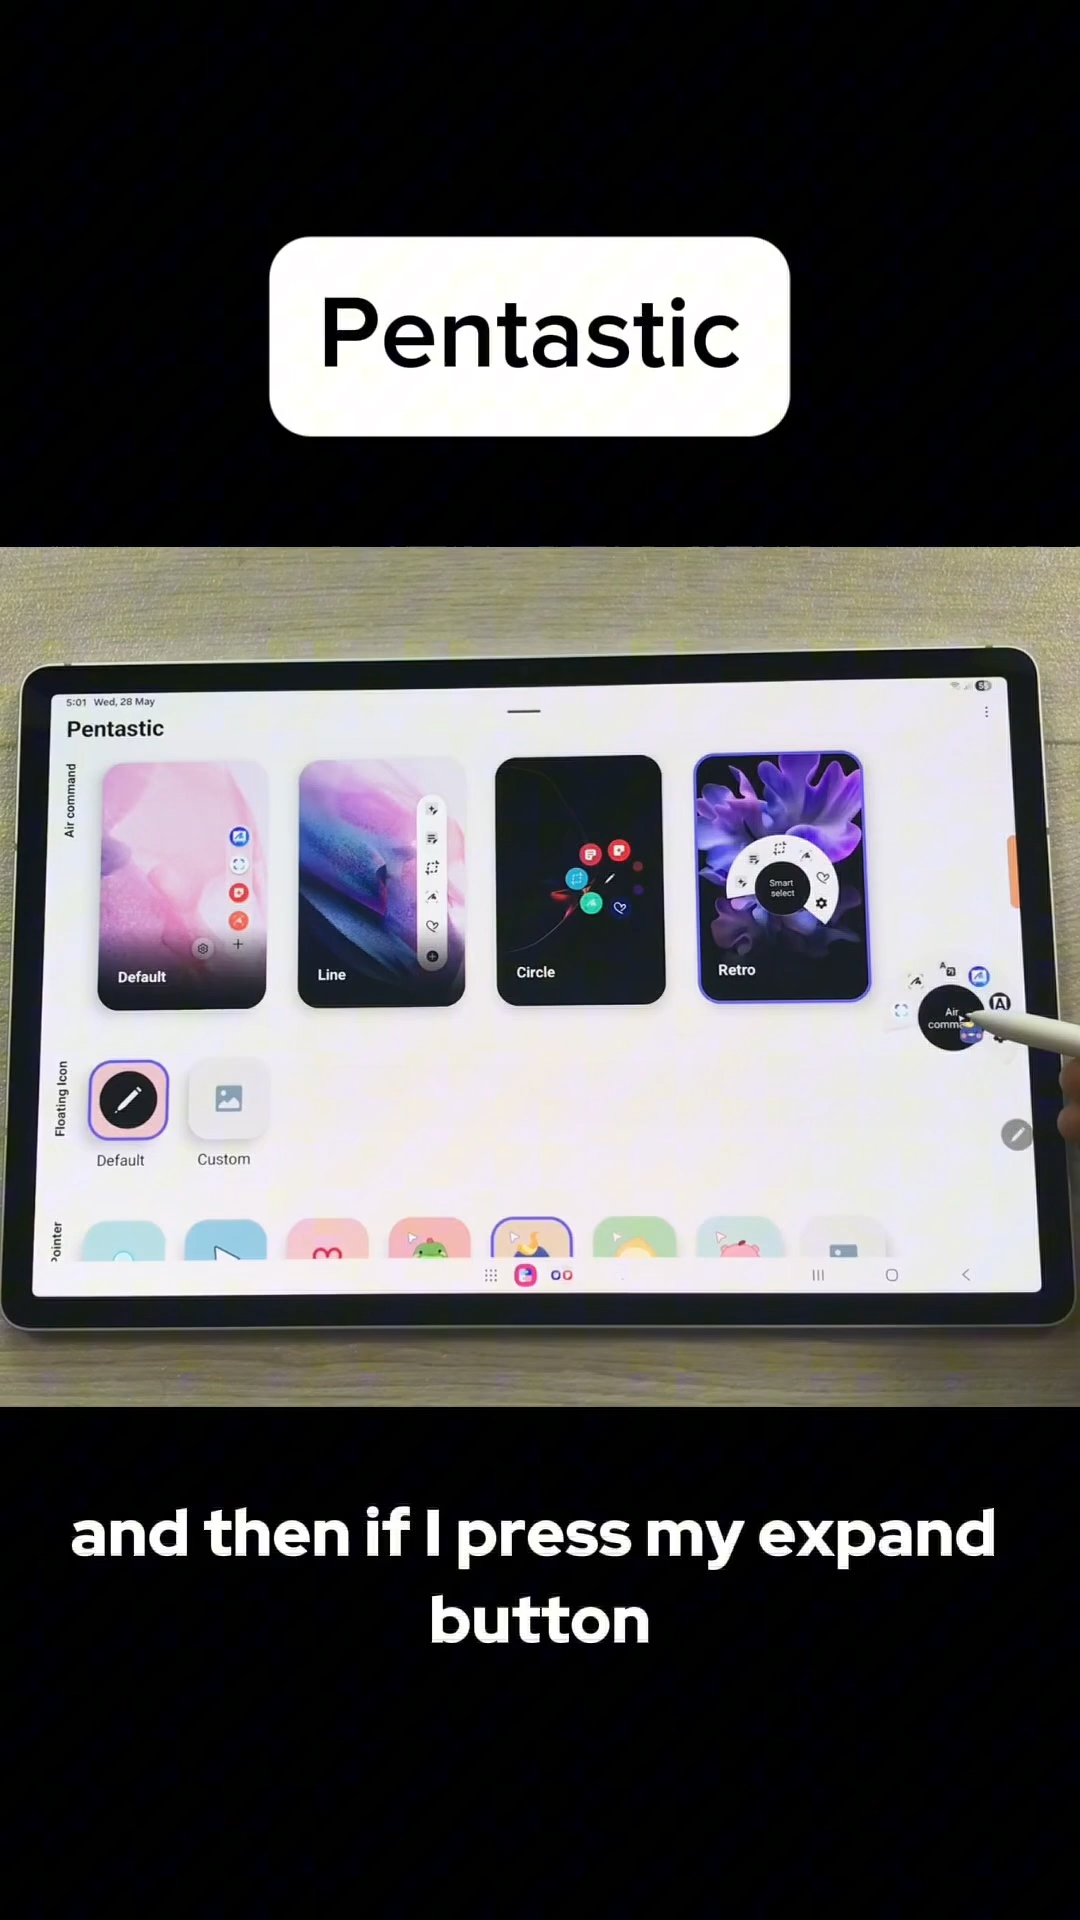 Pentastic
5:01 Wed, 28 May
Pentastic
Air command
Default
Line
Circle
Smart
select
Retro
Air
Floating Icon
Default
Custom
and then if I press my expand
button